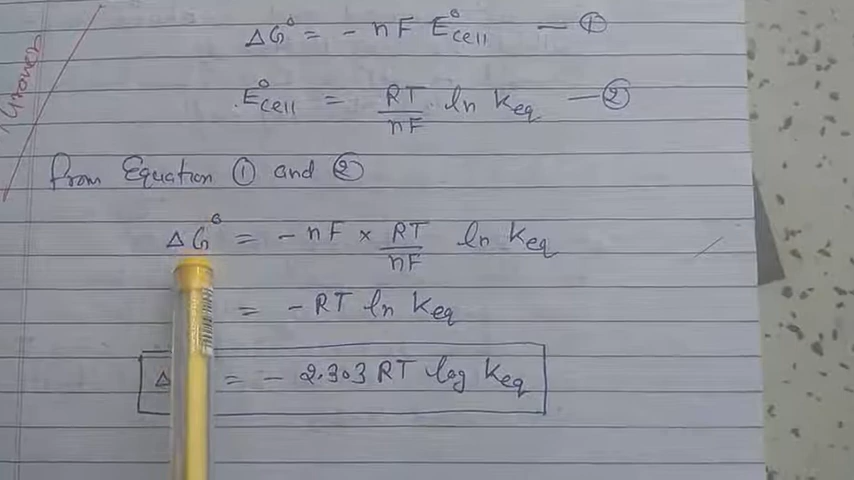 ΔG° = - nF E°cell — ①
E°cell = RT/nF ln Keq — ②
From Equation ① and ②
ΔG° = - nF × RT/nF ln Keq
= - RT ln Keq
Δ = - 2.303 RT log Keq